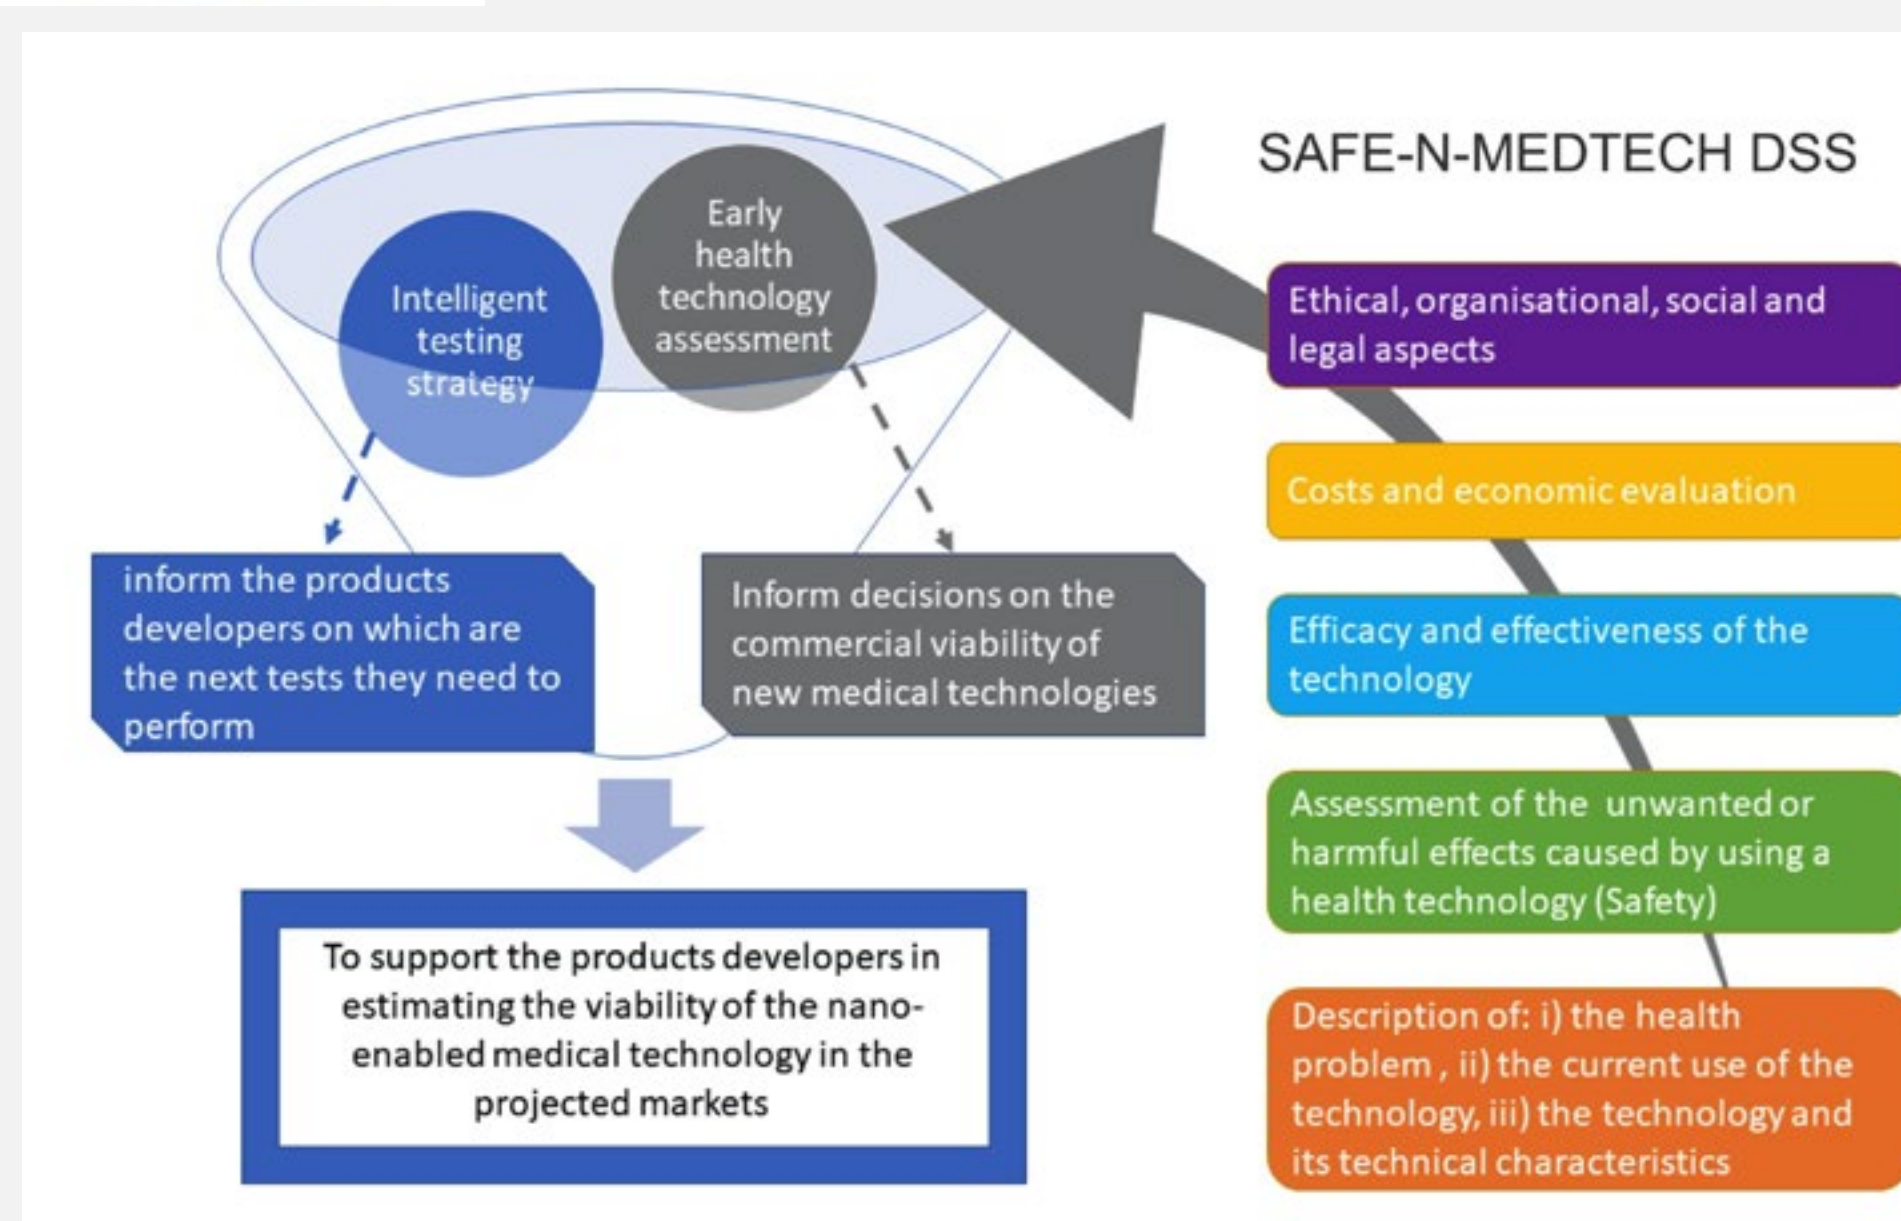 SAFE-N-MEDTECH DSS
Intelligent
testing
strategy
Early
health
technology
assessment
inform the products
developers on which are
the next tests they need to
perform
Inform decisions on the
commercial viability of
new medical technologies
To support the products developers in
estimating the viability of the nano-
enabled medical technology in the
projected markets
Ethical, organisational, social and
legal aspects
Costs and economic evaluation
Efficacy and effectiveness of the
technology
Assessment of the unwanted or
harmful effects caused by using a
health technology (Safety)
Description of: i) the health
problem , ii) the current use of the
technology, iii) the technology and
its technical characteristics